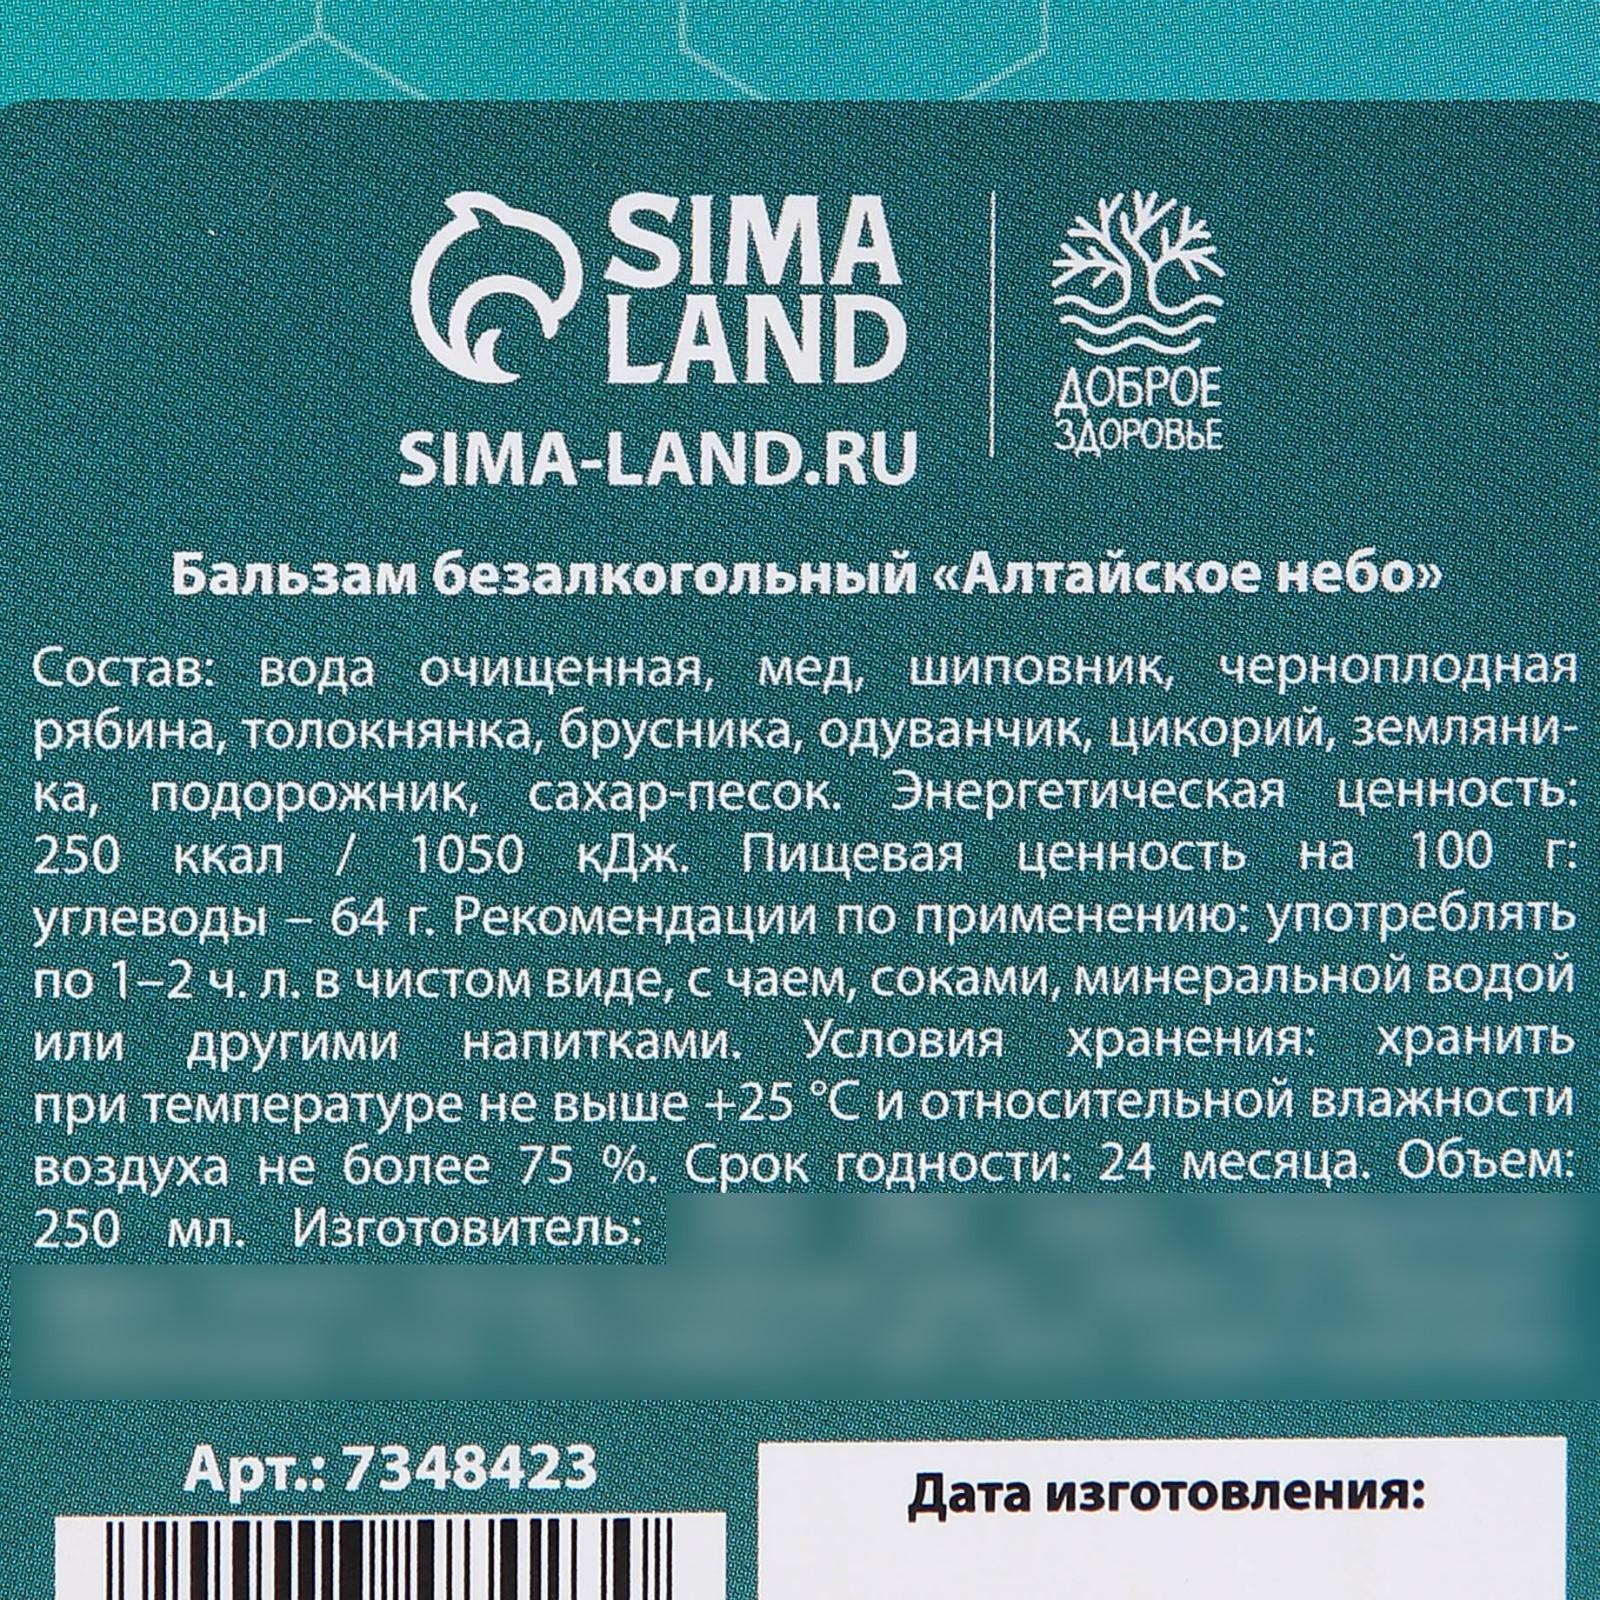 SIMA
LAND
SIMA-LAND.RU
ДОБРОЕ
ЗДОРОВЬЕ
Бальзам безалкогольный «Алтайское небо»
Состав: вода очищенная, мед, шиповник, черноплодная
рябина, толокнянка, брусника, одуванчик, цикорий, земляни-
ка, подорожник, сахар-песок. Энергетическая ценность:
250 ккал / 1050 кДж. Пищевая ценность на 100 г:
углеводы – 64 г. Рекомендации по применению: употреблять
по 1–2 ч. л. в чистом виде, с чаем, соками, минеральной водой
или другими напитками. Условия хранения: хранить
при температуре не выше +25 °С и относительной влажности
воздуха не более 75 %. Срок годности: 24 месяца. Объем:
250 мл. Изготовитель:
Арт.: 7348423
Дата изготовления: